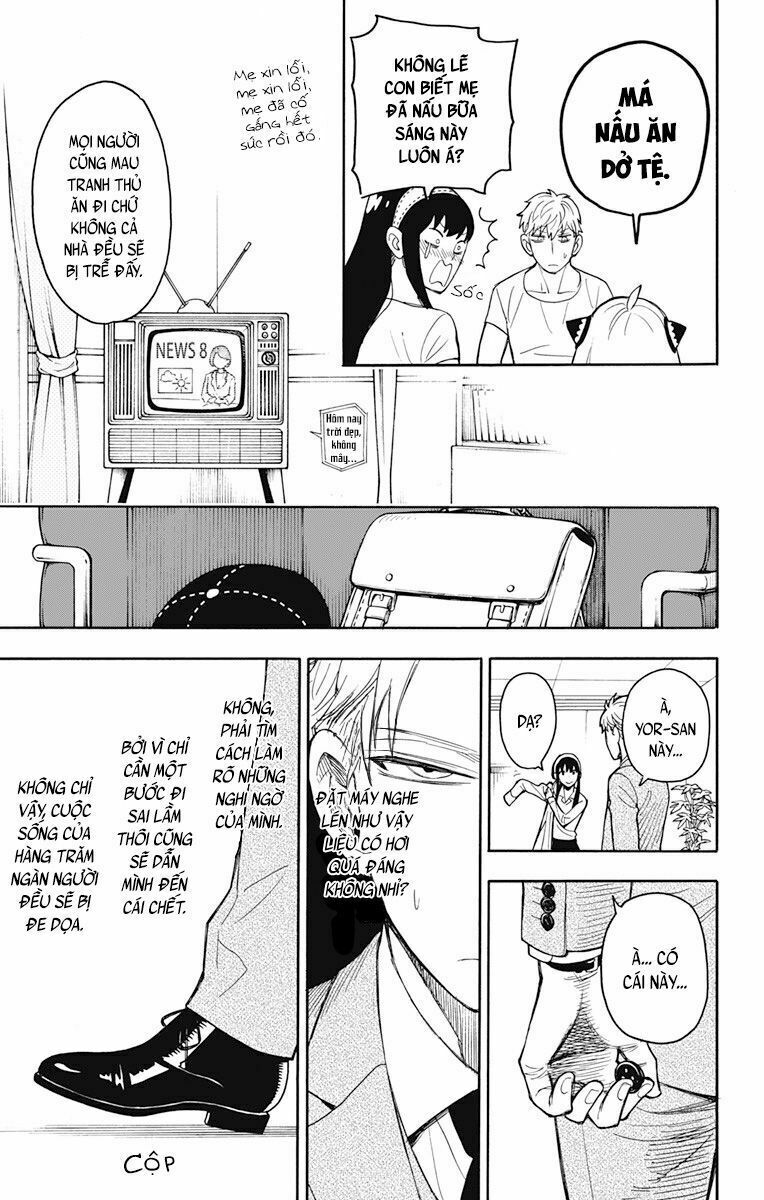 MÁ
NẤU ĂN
DỞ TỆ.
KHÔNG LẼ
CON BIẾT MẸ
ĐÃ NẤU BỮA
SÁNG NÀY
LUÔN Á?
Sốc
Mẹ xin lỗi,
mẹ xin lỗi,
mẹ đã cố
gắng hết
sức rồi đó.
MỌI NGƯỜI
CŨNG MAU
TRANH THỦ
ĂN ĐI CHỨ
KHÔNG CẢ
NHÀ ĐỀU SẼ
BỊ TRỄ ĐẤY.
NEWS 8
Hôm nay
trời đẹp,
không
mây...
À,
YOR-SAN
NÀY...
DẠ?
À... CÓ
CÁI NÀY...
ĐẶT MÁY NGHE
LÉN NHƯ VẬY
LIỆU CÓ HƠI
QUÁ ĐÁNG
KHÔNG NHỈ?
KHÔNG,
PHẢI TÌM
CÁCH LÀM
RÕ NHỮNG
NGHI NGỜ
CỦA MÌNH.
BỞI VÌ CHỈ
CẦN MỘT
BƯỚC ĐI
SAI LẦM
THÔI CŨNG
SẼ DẪN
MÌNH ĐẾN
CÁI CHẾT.
KHÔNG CHỈ
VẬY, CUỘC
SỐNG CỦA
HÀNG TRĂM
NGÀN NGƯỜI
ĐỀU SẼ BỊ
ĐE DỌA.
CỘP